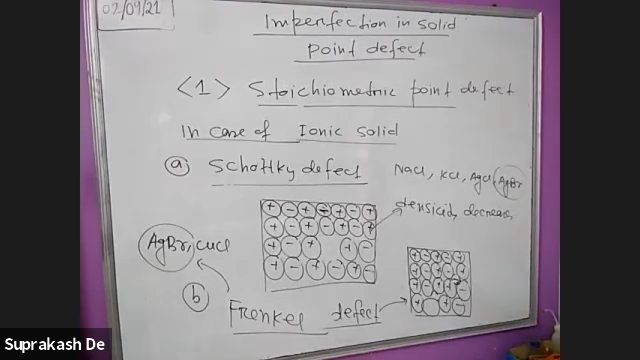 02/09/21
Imperfection in solid
point defect
<1> Stoichiometric point defect
In case of Ionic solid
(a) Schottky defect
NaCl, KCl, AgCl, AgBr
decrease,
AgBr, CuCl
(b) Frenkel defect
Suprakash De